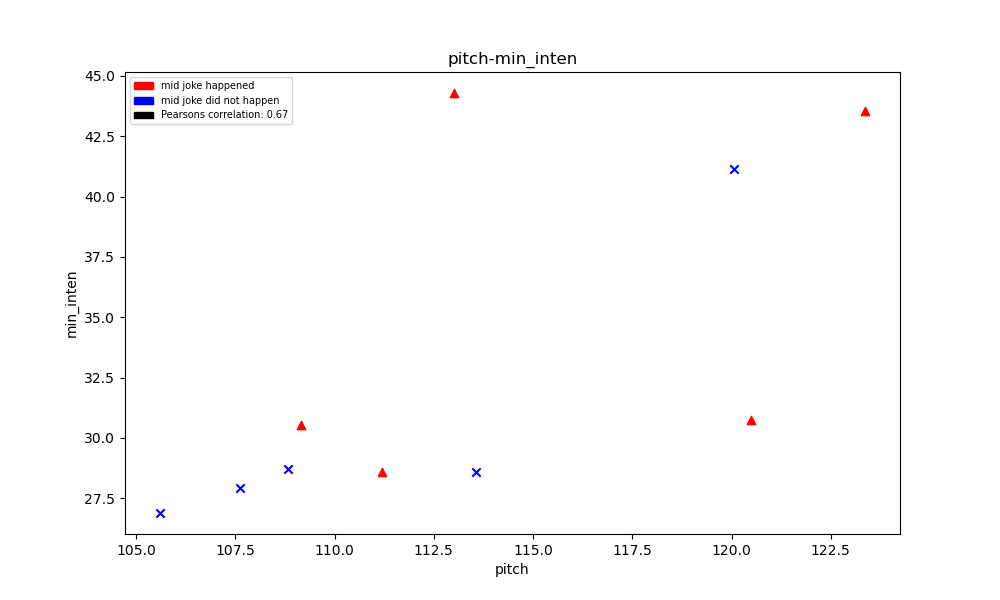 pitch-min_inten
mid joke happened
mid joke did not happen
Pearsons correlation: 0.67
45.0
42.5
40.0
37.5
35.0
32.5
30.0
27.5
min_inten
105.0 107.5 110.0 112.5 115.0 117.5 120.0 122.5
pitch